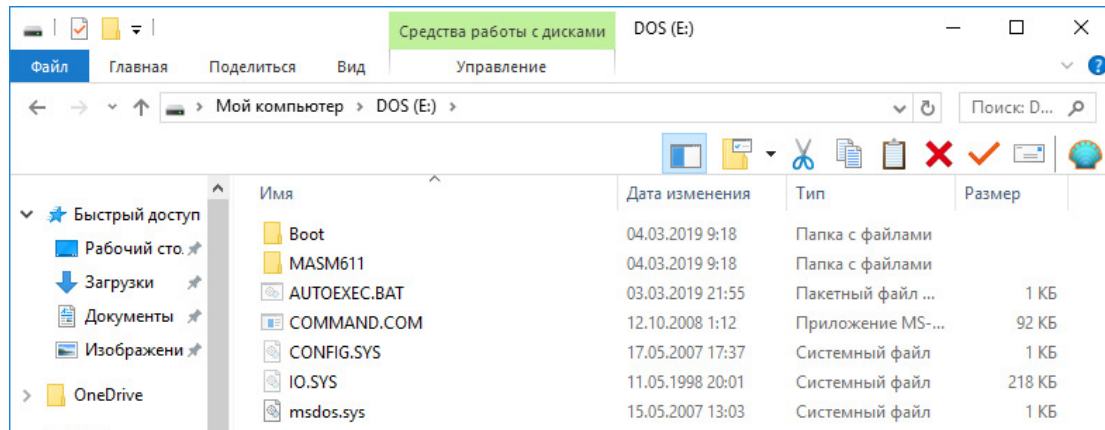 Средства работы с дисками DOS (E:)
Файл Главная Поделиться Вид Управление
Мой компьютер DOS (E:) Поиск: D...
Имя Дата изменения Тип Размер
Быстрый доступ
Рабочий сто.
Загрузки
Документы
Изображени
OneDrive
Boot 04.03.2019 9:18 Папка с файлами
MASM611 04.03.2019 9:18 Папка с файлами
AUTOEXEC.BAT 03.03.2019 21:55 Пакетный файл ... 1 КБ
COMMAND.COM 12.10.2008 1:12 Приложение MS-... 92 КБ
CONFIG.SYS 17.05.2007 17:37 Системный файл 1 КБ
IO.SYS 11.05.1998 20:01 Системный файл 218 КБ
msdos.sys 15.05.2007 13:03 Системный файл 1 КБ